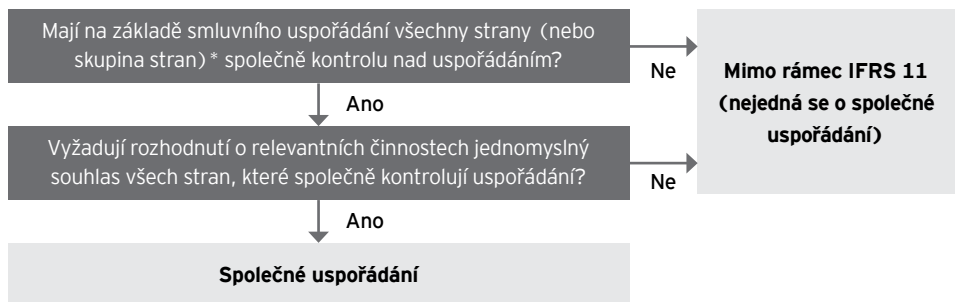 Mají na základě smluvního uspořádání všechny strany (nebo
skupina stran)* společně kontrolu nad uspořádáním?
Ne
Mimo rámec IFRS 11
(nejedná se o společné
uspořádání)
Ano
Vyžadují rozhodnutí o relevantních činnostech jednomyslný
souhlas všech stran, které společně kontrolují uspořádání?
Ne
Ano
Společné uspořádání